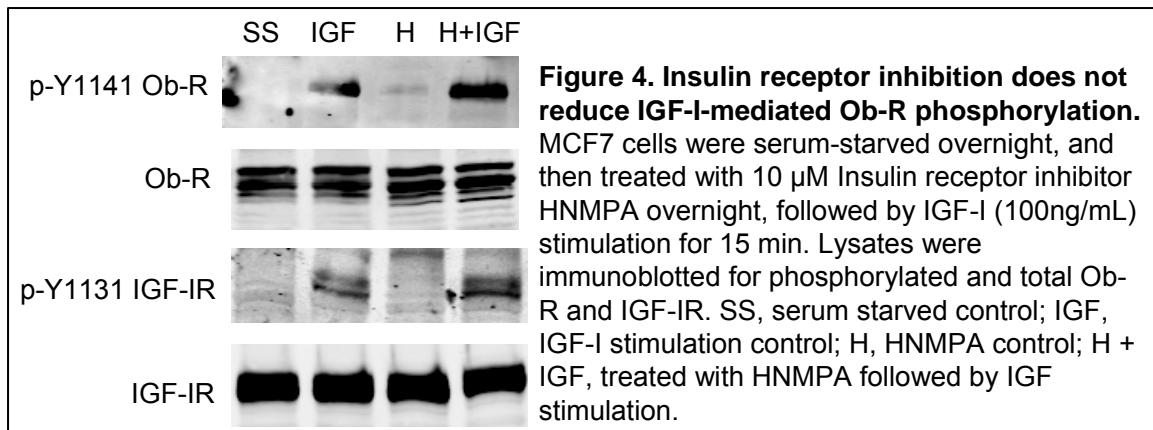 SS IGF H H+IGF
p-Y1141 Ob-R
Ob-R
p-Y1131 IGF-IR
IGF-IR
Figure 4. Insulin receptor inhibition does not
reduce IGF-I-mediated Ob-R phosphorylation.
MCF7 cells were serum-starved overnight, and
then treated with 10 µM Insulin receptor inhibitor
HNMPA overnight, followed by IGF-I (100ng/mL)
stimulation for 15 min. Lysates were
immunoblotted for phosphorylated and total Ob-
R and IGF-IR. SS, serum starved control; IGF,
IGF-I stimulation control; H, HNMPA control; H +
IGF, treated with HNMPA followed by IGF
stimulation.